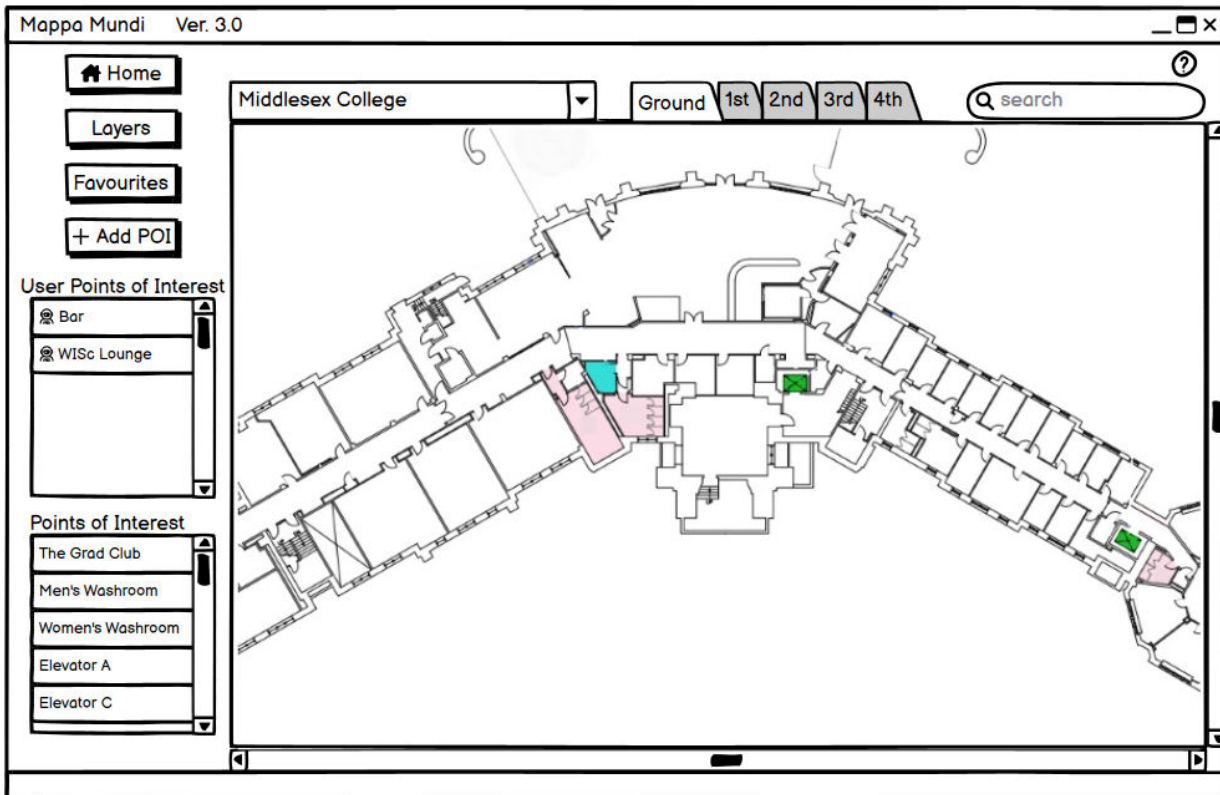 Mappa Mundi Ver. 3.0
Home
Layers
Favourites
+ Add POI
Middlesex College
Ground 1st 2nd 3rd 4th
search
?
User Points of Interest
Bar
WISc Lounge
Points of Interest
The Grad Club
Men's Washroom
Women's Washroom
Elevator A
Elevator C